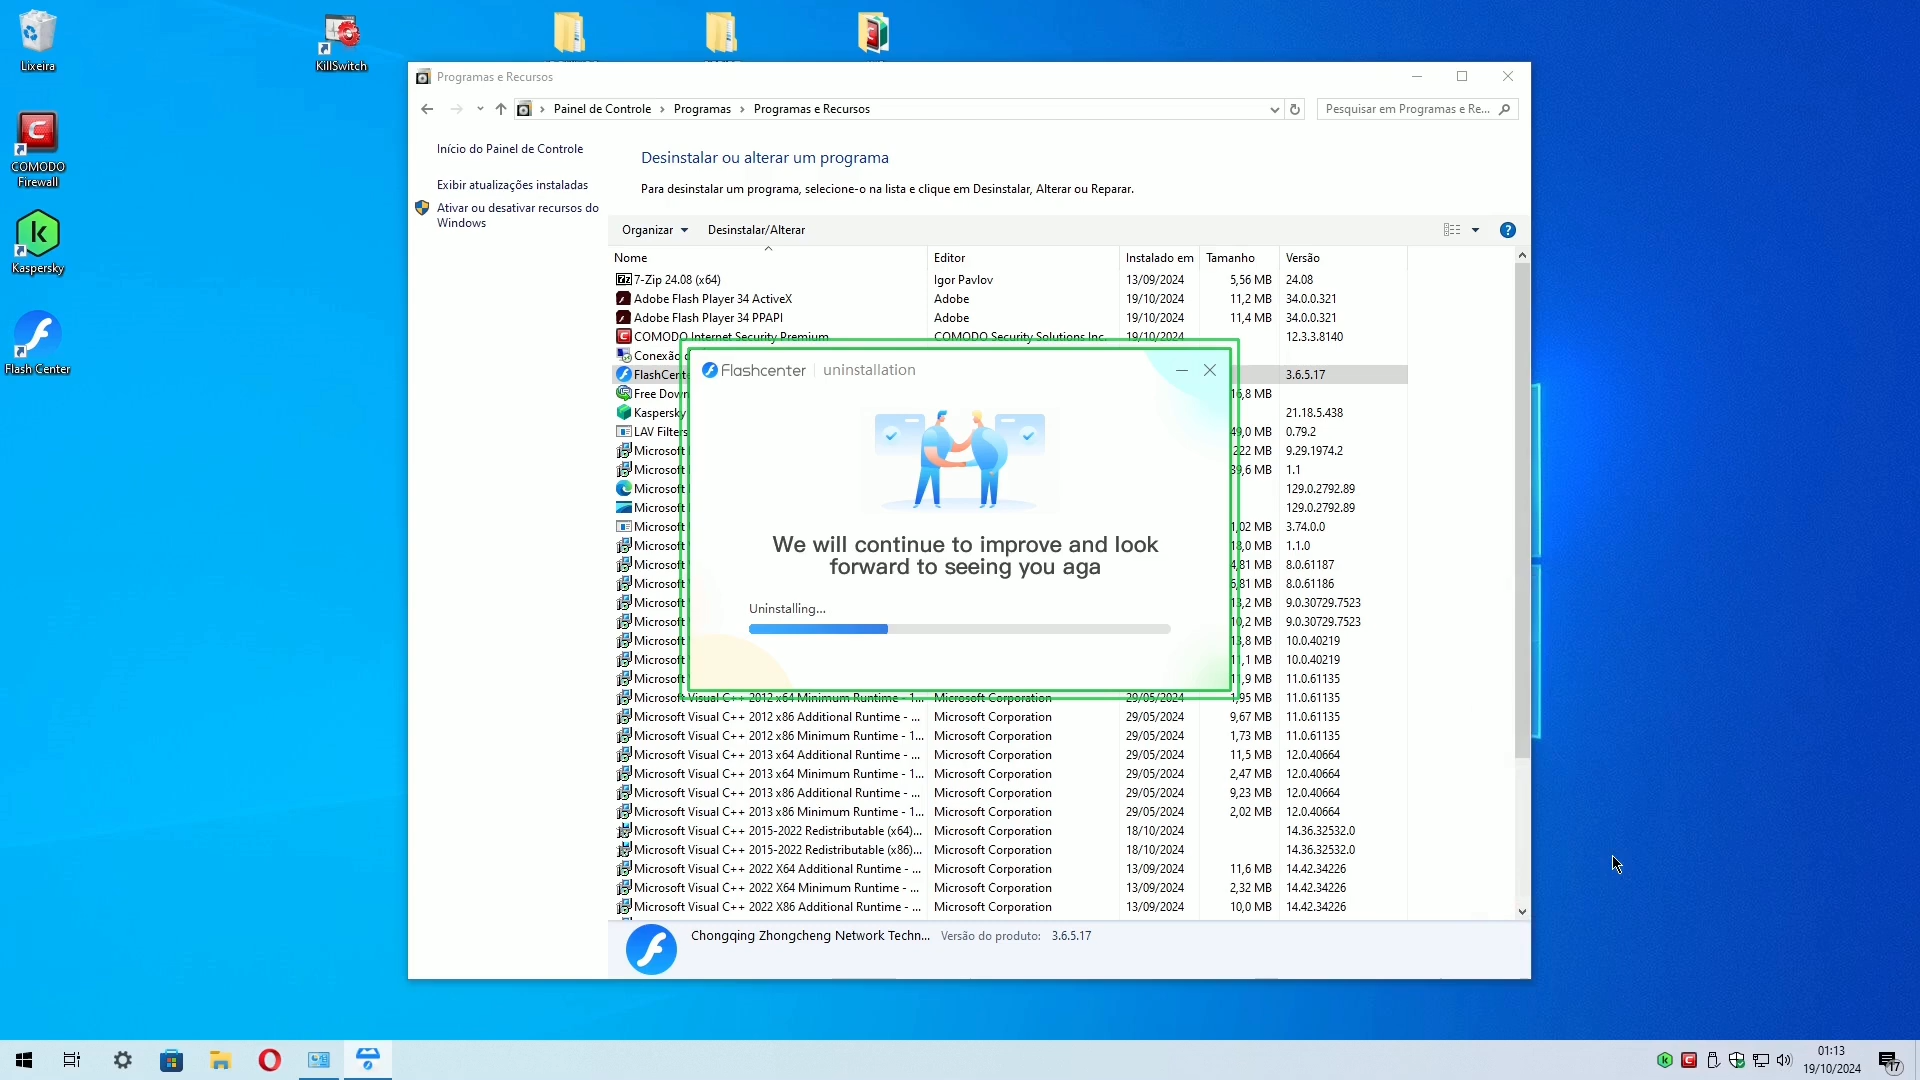 Lixeira
KillSwitch
COMODO
Firewall
Kaspersky
Flash Center
Programas e Recursos
Painel de Controle > Programas > Programas e Recursos
Pesquisar em Programas e Re...
Início do Painel de Controle
Exibir atualizações instaladas
Ativar ou desativar recursos do
Windows
Desinstalar ou alterar um programa
Para desinstalar um programa, selecione-o na lista e clique em Desinstalar, Alterar ou Reparar.
Organizar Desinstalar/Alterar
Nome Editor Instalado em Tamanho Versão
7-Zip 24.08 (x64) Igor Pavlov 13/09/2024 5,56 MB 24.08
Adobe Flash Player 34 ActiveX Adobe 19/10/2024 11,2 MB 34.0.0.321
Adobe Flash Player 34 PPAPI Adobe 19/10/2024 11,4 MB 34.0.0.321
COMODO Internet Security Premium COMODO Security Solutions Inc. 19/10/2024 12.3.3.8140
Conexão
3.6.5.17
Free 16,8 MB
Kaspersky 21.18.5.438
LAV Filters 49,0 MB 0.79.2
Microsoft 222 MB 9.29.1974.2
Microsoft 39,6 MB 1.1
Microsoft 129.0.2792.89
Microsoft 129.0.2792.89
Microsoft 1,02 MB 3.74.0.0
Microsoft 18,0 MB 1.1.0
Microsoft 4,81 MB 8.0.61187
Microsoft 6,81 MB 8.0.61186
Microsoft 13,2 MB 9.0.30729.7523
Microsoft 10,2 MB 9.0.30729.7523
Microsoft 13,8 MB 10.0.40219
Microsoft 11,1 MB 10.0.40219
Microsoft 11,9 MB 11.0.61135
Microsoft Visual C++ 2012 x64 Minimum Runtime - 1... Microsoft Corporation 29/05/2024 1,95 MB 11.0.61135
Microsoft Visual C++ 2012 x86 Additional Runtime - ... Microsoft Corporation 29/05/2024 9,67 MB 11.0.61135
Microsoft Visual C++ 2012 x86 Minimum Runtime - 1... Microsoft Corporation 29/05/2024 1,73 MB 11.0.61135
Microsoft Visual C++ 2013 x64 Additional Runtime - ... Microsoft Corporation 29/05/2024 11,5 MB 12.0.40664
Microsoft Visual C++ 2013 x64 Minimum Runtime - 1... Microsoft Corporation 29/05/2024 2,47 MB 12.0.40664
Microsoft Visual C++ 2013 x86 Additional Runtime - ... Microsoft Corporation 29/05/2024 9,23 MB 12.0.40664
Microsoft Visual C++ 2013 x86 Minimum Runtime - 1... Microsoft Corporation 29/05/2024 2,02 MB 12.0.40664
Microsoft Visual C++ 2015-2022 Redistributable (x64)... Microsoft Corporation 18/10/2024 14.36.32532.0
Microsoft Visual C++ 2015-2022 Redistributable (x86)... Microsoft Corporation 18/10/2024 14.36.32532.0
Microsoft Visual C++ 2022 X64 Additional Runtime - ... Microsoft Corporation 13/09/2024 11,6 MB 14.42.34226
Microsoft Visual C++ 2022 X64 Minimum Runtime - ... Microsoft Corporation 13/09/2024 2,32 MB 14.42.34226
Microsoft Visual C++ 2022 X86 Additional Runtime - ... Microsoft Corporation 13/09/2024 10,0 MB 14.42.34226
Flashcenter uninstallation
We will continue to improve and look
forward to seeing you aga
Uninstalling...
Chongqing Zhongcheng Network Techn... Versão do produto: 3.6.5.17
01:13
19/10/2024
17